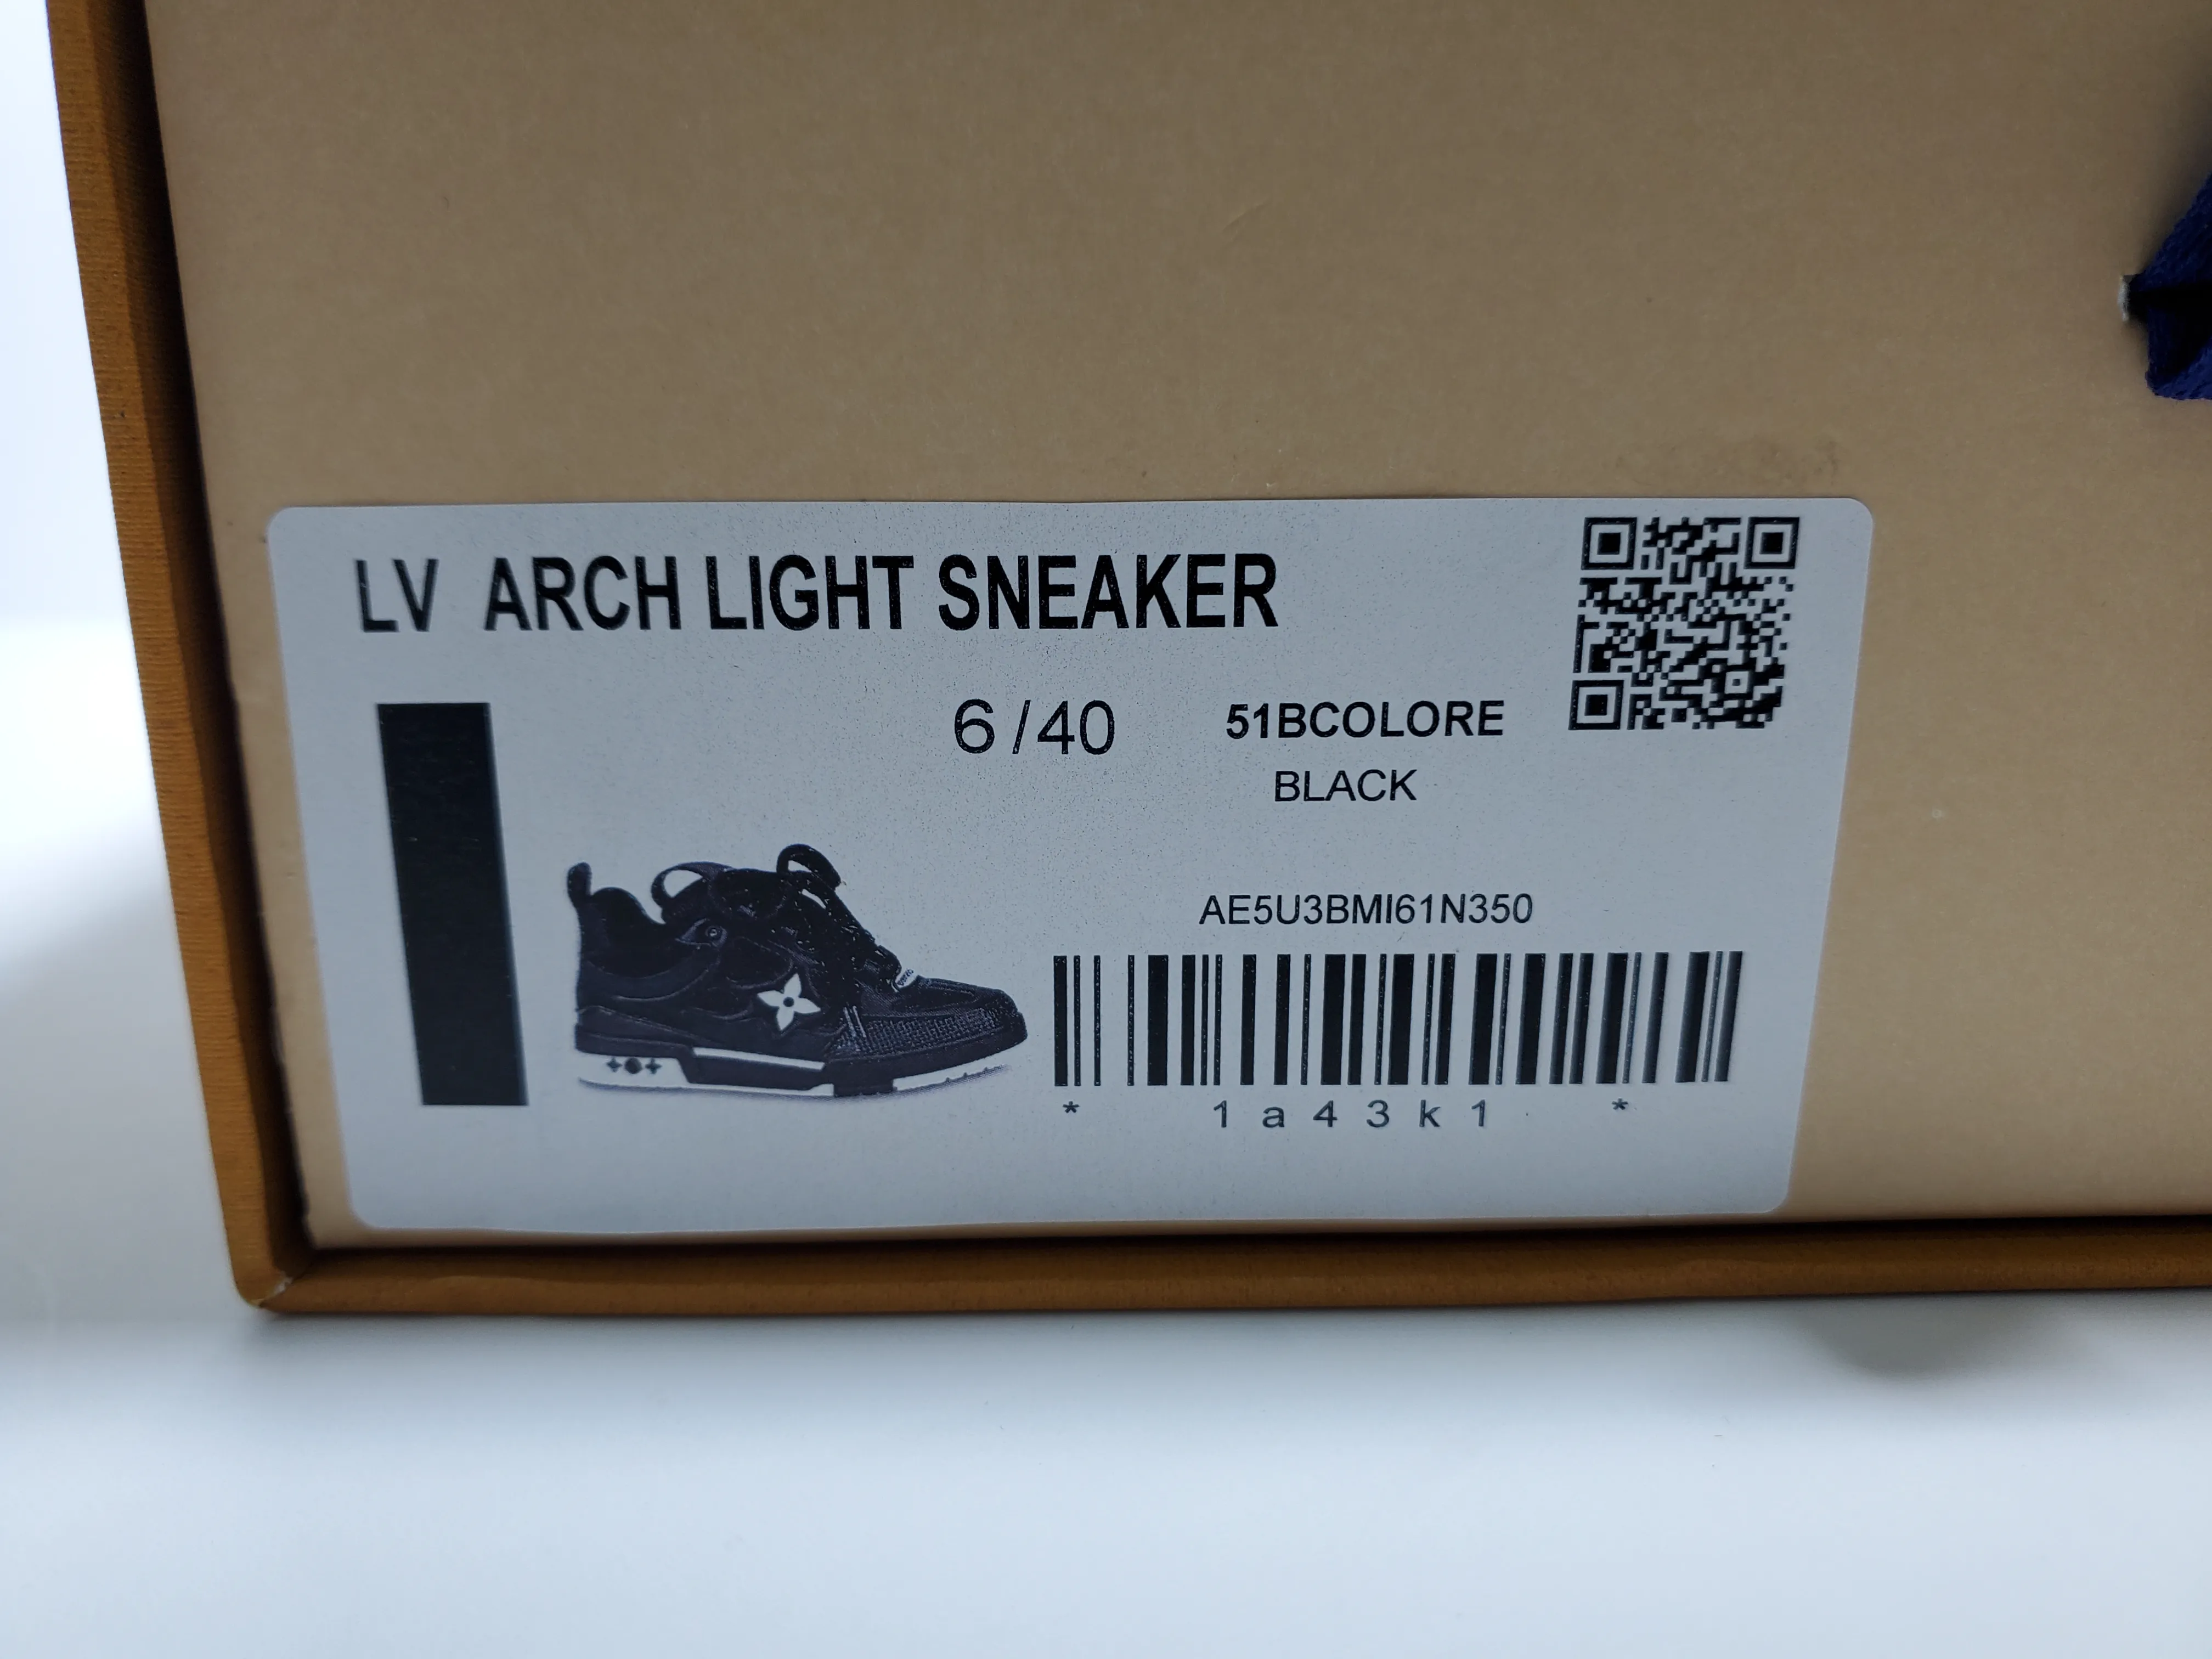 LV ARCH LIGHT SNEAKER
6/40
51BCOLORE
BLACK
AE5U3BMI61N350
* 1a43k1 *